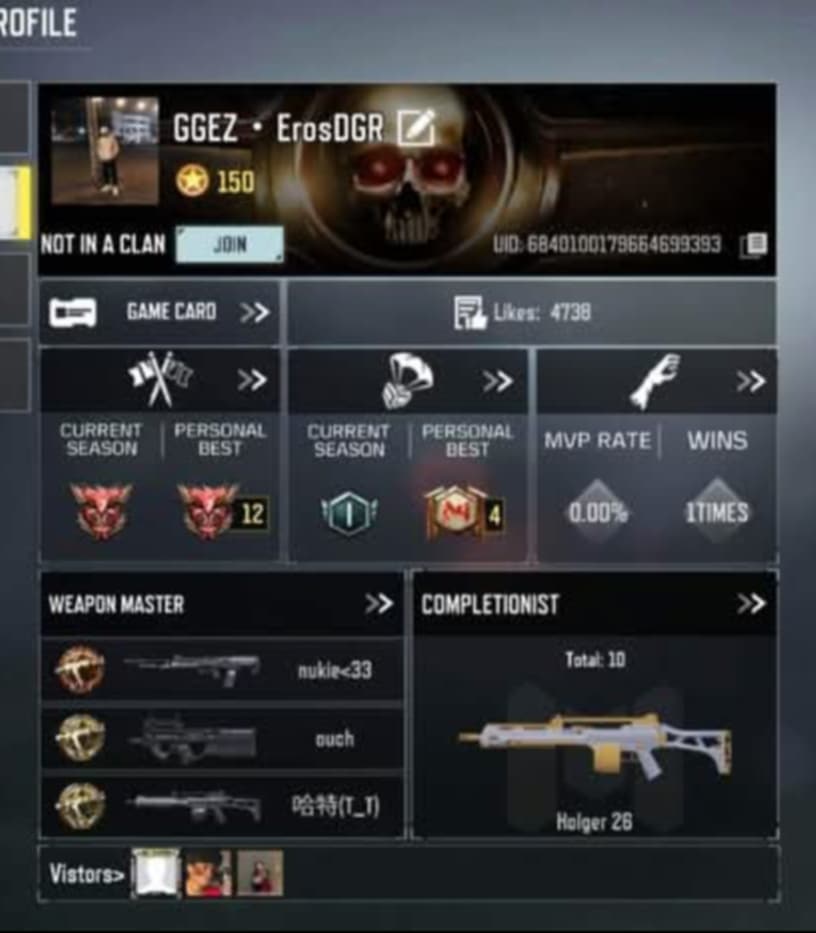 ROFILE
GGEZ • ErosDGR
150
NOT IN A CLAN JOIN UID: 6840100179664699393
GAME CARD Likes: 4738
CURRENT SEASON PERSONAL BEST CURRENT SEASON PERSONAL BEST MVP RATE WINS
12 4 0.00% 1TIMES
WEAPON MASTER COMPLETIONIST
Total: 10
nukie<33
ouch
哈特(T_T)
Holger 26
Vistors>